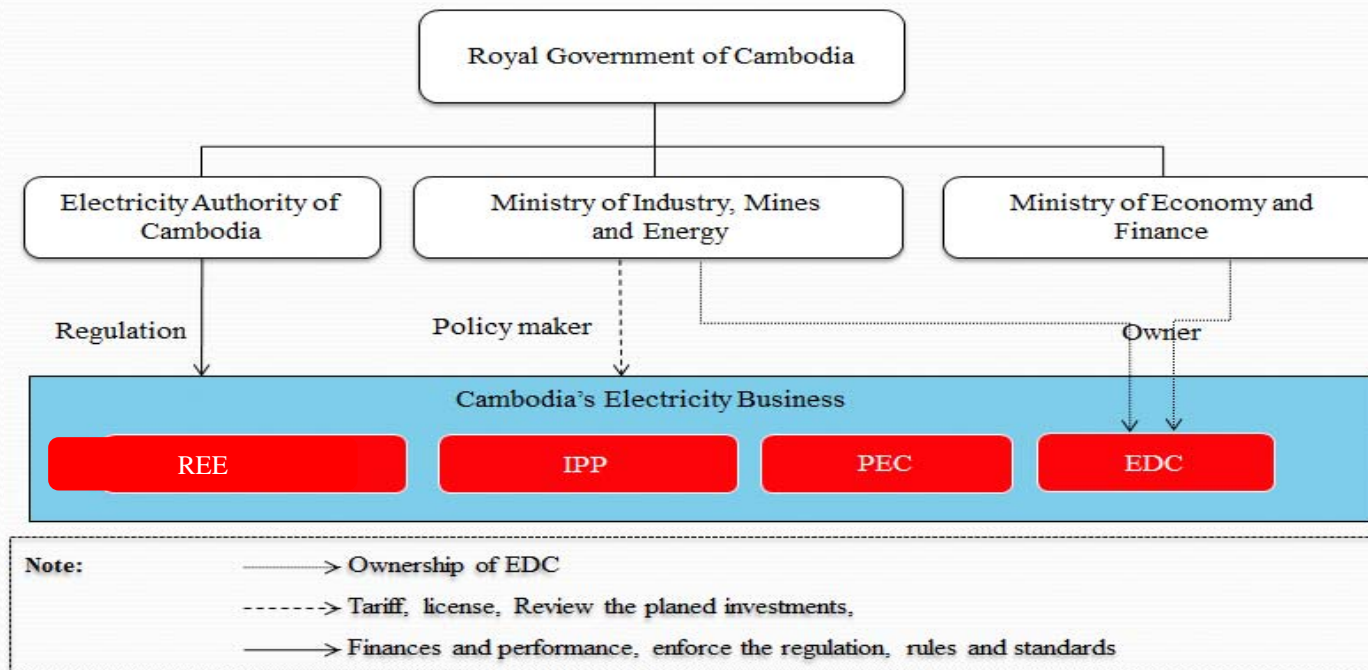 Royal Government of Cambodia
Electricity Authority of
Cambodia
Ministry of Industry, Mines
and Energy
Ministry of Economy and
Finance
Regulation
Policy maker
Owner
Cambodia’s Electricity Business
REE
IPP
PEC
EDC
Note:
Ownership of EDC
Tariff, license, Review the planed investments,
Finances and performance, enforce the regulation, rules and standards